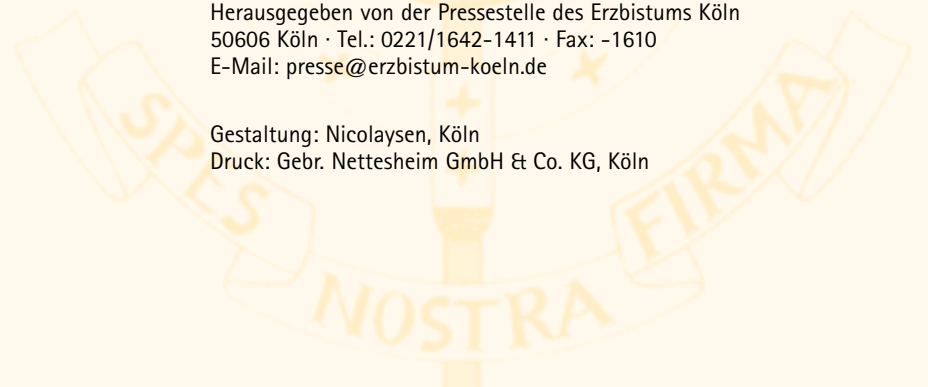 Herausgegeben von der Pressestelle des Erzbistums Köln
50606 Köln · Tel.: 0221/1642-1411 · Fax: -1610
E-Mail: presse@erzbistum-koeln.de
Gestaltung: Nicolaysen, Köln
Druck: Gebr. Nettesheim GmbH & Co. KG, Köln
SPES
NOSTRA
FIRMA